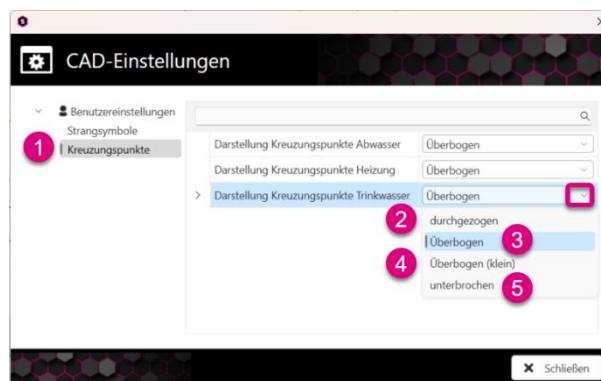 CAD-Einstellungen
Benutzereinstellungen
Strangsymbole
1 Kreuzungspunkte
Darstellung Kreuzungspunkte Abwasser Überbogen
Darstellung Kreuzungspunkte Heizung Überbogen
Darstellung Kreuzungspunkte Trinkwasser Überbogen
2 durchgezogen
Überbogen 3
4 Überbogen (klein)
unterbrochen 5
Schließen